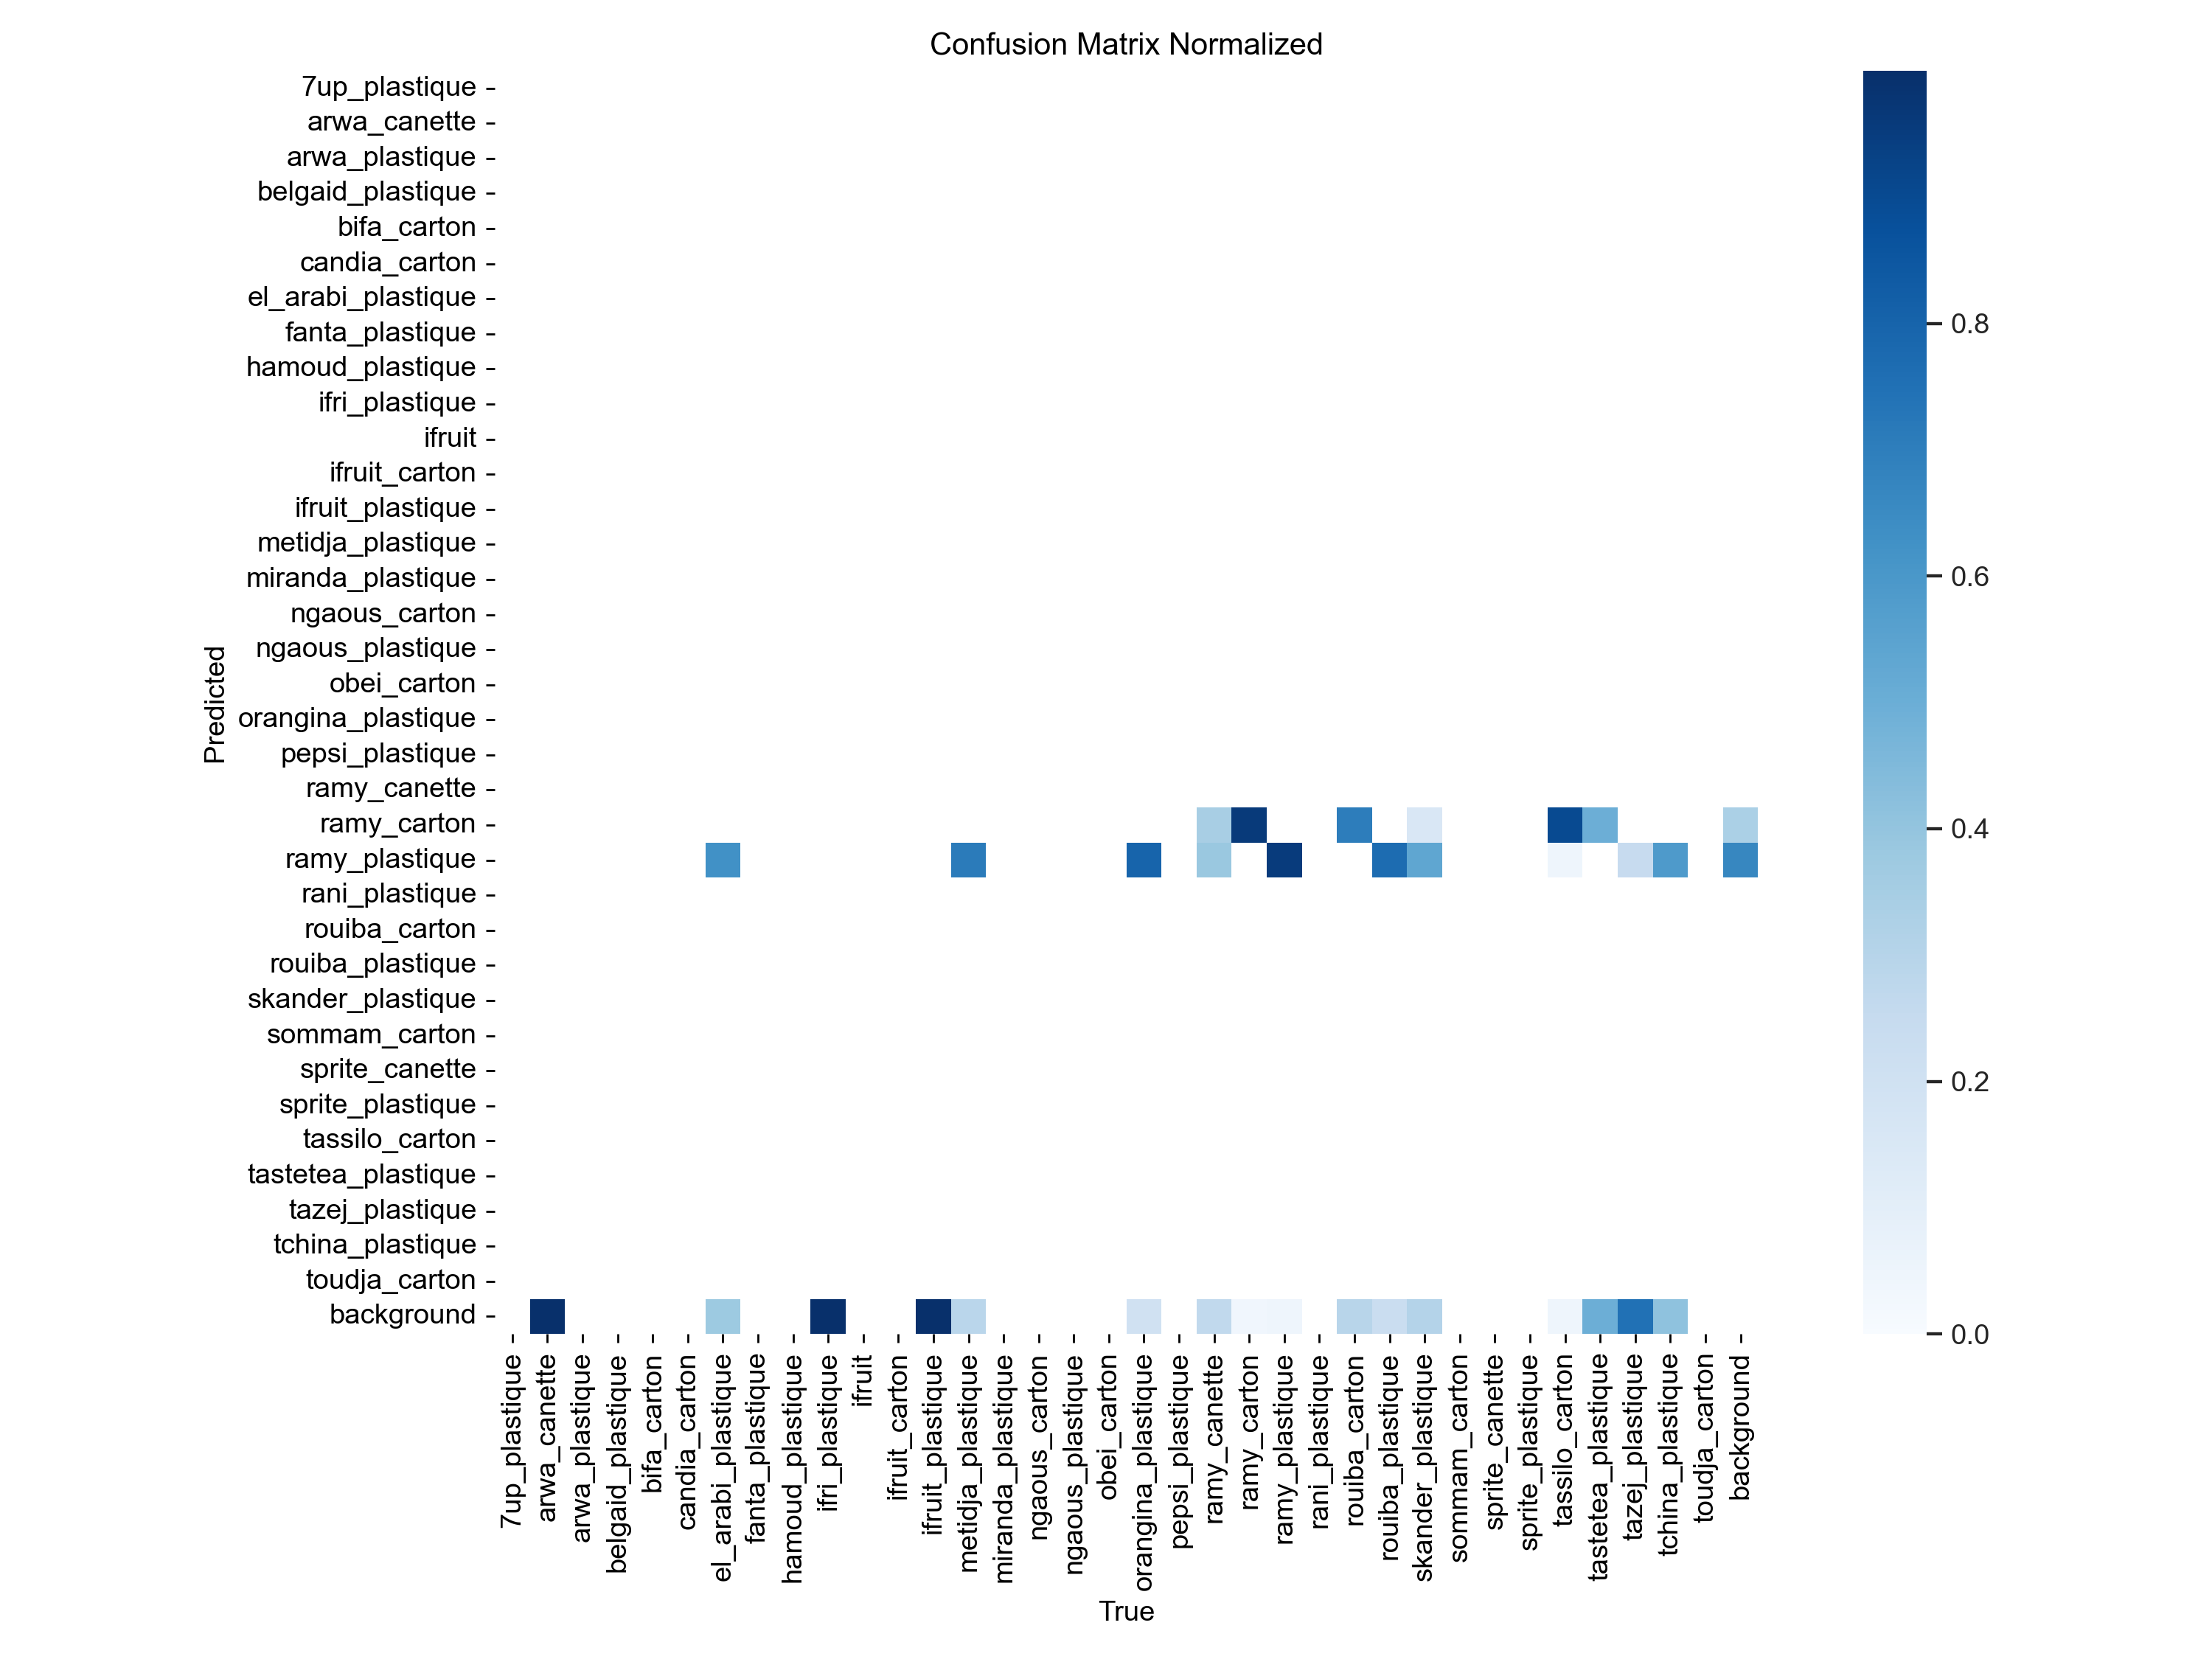 Confusion Matrix Normalized
7up_plastique
arwa_canette
arwa_plastique
belgaid_plastique
bifa_carton
candia_carton
el_arabi_plastique
fanta_plastique
hamoud_plastique
ifri_plastique
ifruit
ifruit_carton
ifruit_plastique
metidja_plastique
miranda_plastique
ngaous_carton
ngaous_plastique
obei_carton
orangina_plastique
pepsi_plastique
ramy_canette
ramy_carton
ramy_plastique
rani_plastique
rouiba_carton
rouiba_plastique
skander_plastique
sommam_carton
sprite_canette
sprite_plastique
tassilo_carton
tastetea_plastique
tazej_plastique
tchina_plastique
toudja_carton
background
Predicted
7up_plastique
arwa_canette
arwa_plastique
belgaid_plastique
bifa_carton
candia_carton
el_arabi_plastique
fanta_plastique
hamoud_plastique
ifri_plastique
ifruit
ifruit_carton
ifruit_plastique
metidja_plastique
miranda_plastique
ngaous_carton
ngaous_plastique
obei_carton
orangina_plastique
pepsi_plastique
ramy_canette
ramy_carton
ramy_plastique
rani_plastique
rouiba_carton
rouiba_plastique
skander_plastique
sommam_carton
sprite_canette
sprite_plastique
tassilo_carton
tastetea_plastique
tazej_plastique
tchina_plastique
toudja_carton
background
True
0.8
0.6
0.4
0.2
0.0